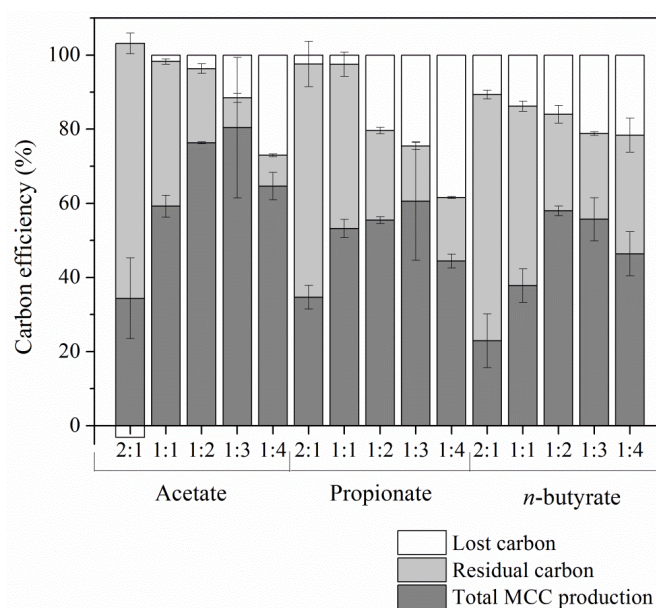 Carbon efficiency (%)
100
80
60
40
20
0
2:1 1:1 1:2 1:3 1:4 2:1 1:1 1:2 1:3 1:4 2:1 1:1 1:2 1:3 1:4
Acetate Propionate n-butyrate
Lost carbon
Residual carbon
Total MCC production